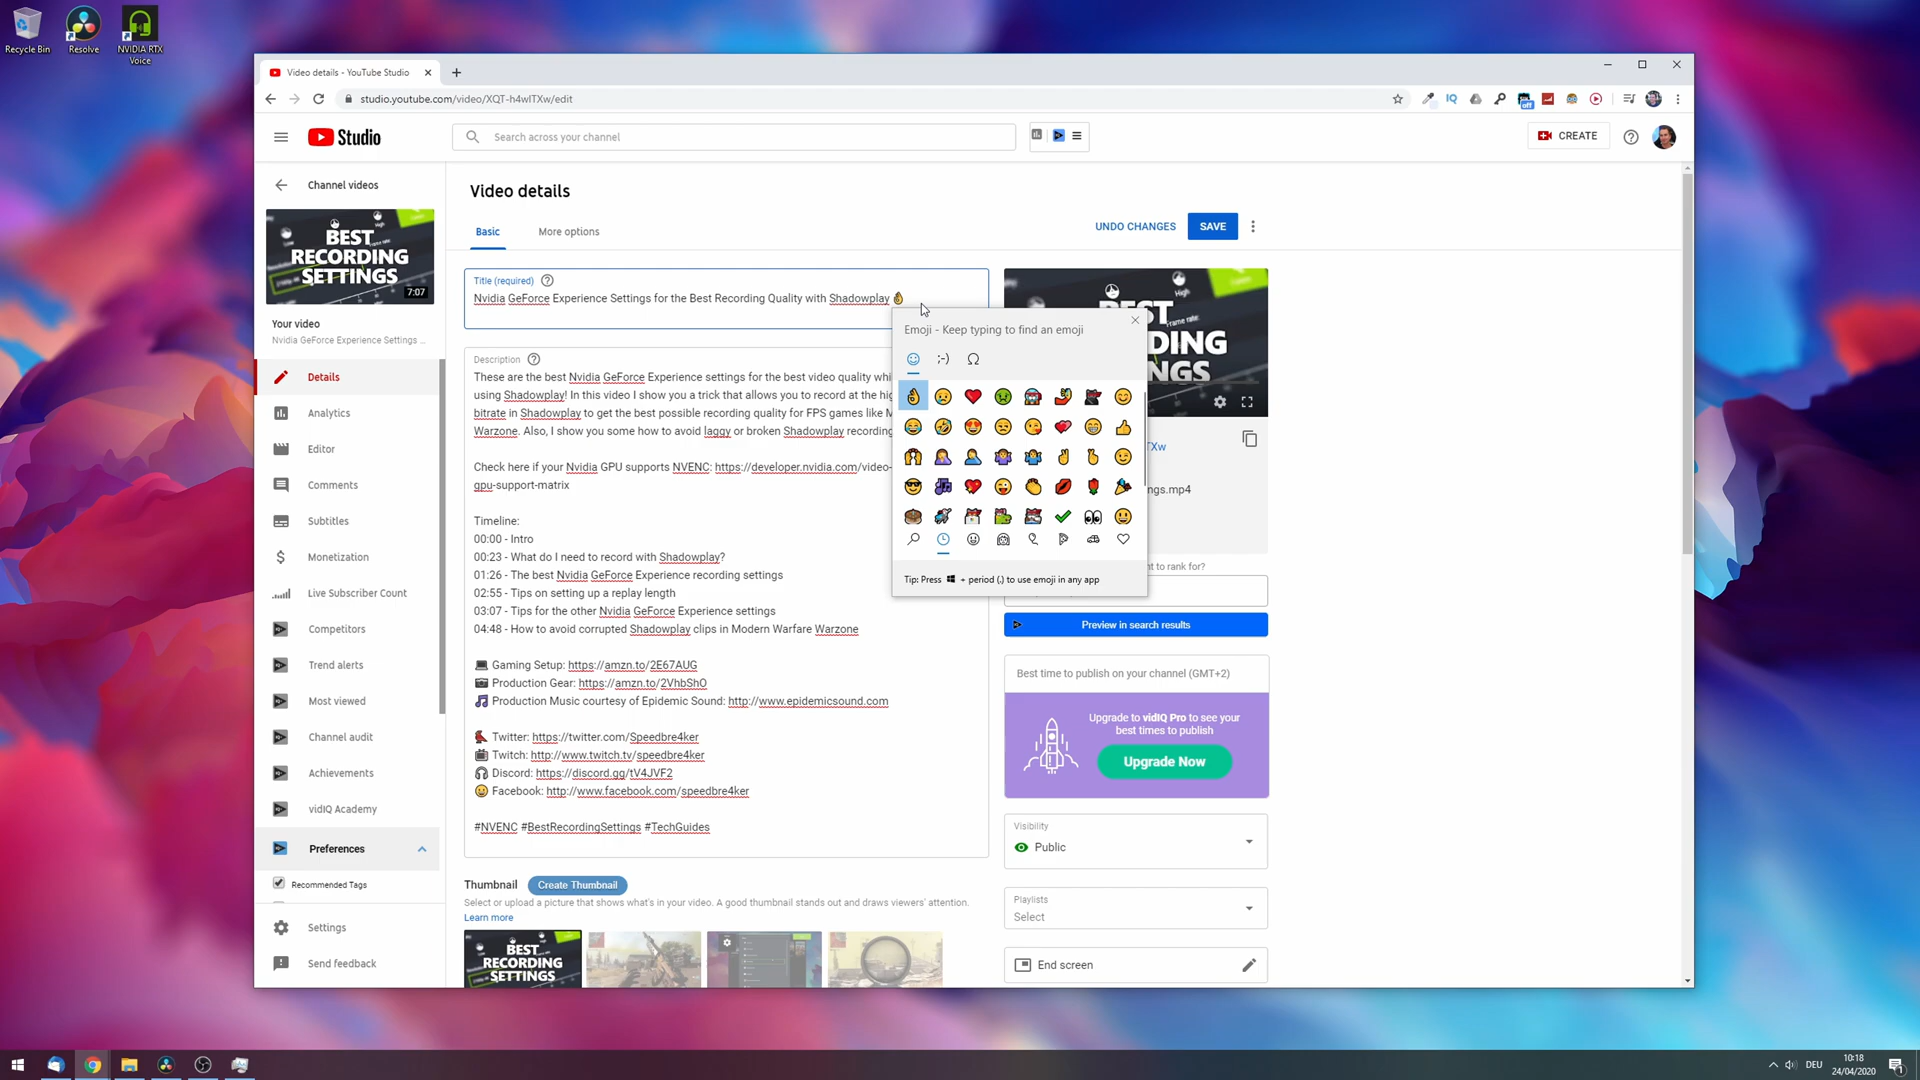 Recycle Bin
Resolve
NVIDIA RTX
Voice
Video details - YouTube Studio
studio.youtube.com/video/XQT-h4wITXw/edit
IQ
off
Studio
Search across your channel
CREATE
Channel videos
BEST
RECORDING
SETTINGS
7:07
Your video
Nvidia GeForce Experience Settings ...
Details
Analytics
Editor
Comments
Subtitles
Monetization
Live Subscriber Count
Competitors
Trend alerts
Most viewed
Channel audit
Achievements
vidIQ Academy
Preferences
Recommended Tags
Settings
Send feedback
Video details
Basic
More options
UNDO CHANGES
SAVE
Title (required)
Nvidia GeForce Experience Settings for the Best Recording Quality with Shadowplay 👌
Description
These are the best Nvidia GeForce Experience settings for the best video quality whi
using Shadowplay! In this video I show you a trick that allows you to record at the hig
bitrate in Shadowplay to get the best possible recording quality for FPS games like M
Warzone. Also, I show you some how to avoid laggy or broken Shadowplay recording
Check here if your Nvidia GPU supports NVENC: https://developer.nvidia.com/video-
gpu-support-matrix
Timeline:
00:00 - Intro
00:23 - What do I need to record with Shadowplay?
01:26 - The best Nvidia GeForce Experience recording settings
02:55 - Tips on setting up a replay length
03:07 - Tips for the other Nvidia GeForce Experience settings
04:48 - How to avoid corrupted Shadowplay clips in Modern Warfare Warzone
💻 Gaming Setup: https://amzn.to/2E67AUG
📷 Production Gear: https://amzn.to/2VhbShO
🎵 Production Music courtesy of Epidemic Sound: http://www.epidemicsound.com
🐦 Twitter: https://twitter.com/Speedbre4ker
📺 Twitch: http://www.twitch.tv/speedbre4ker
🎧 Discord: https://discord.gg/tV4JVF2
😀 Facebook: http://www.facebook.com/speedbre4ker
#NVENC #BestRecordingSettings #TechGuides
Thumbnail
Create Thumbnail
Select or upload a picture that shows what's in your video. A good thumbnail stands out and draws viewers' attention.
Learn more
BEST
RECORDING
SETTINGS
Emoji - Keep typing to find an emoji
;-)
Ω
Tip: Press + period (.) to use emoji in any app
High
Frame rate:
DING
NGS
TXw
ngs.mp4
t to rank for?
Preview in search results
Best time to publish on your channel (GMT+2)
Upgrade to vidIQ Pro to see your
best times to publish
Upgrade Now
Visibility
Public
Playlists
Select
End screen
DEU
10:18
24/04/2020